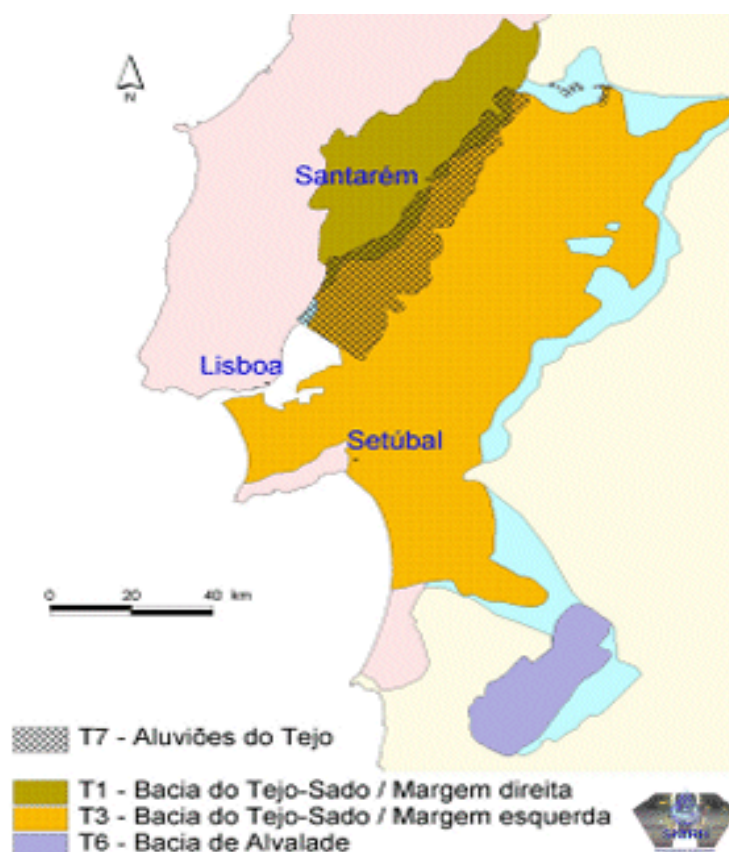 N
Santarém
Lisboa
Setúbal
0 20 40 km
T7 - Aluviões do Tejo
T1 - Bacia do Tejo-Sado / Margem direita
T3 - Bacia do Tejo-Sado / Margem esquerda
T6 - Bacia de Alvalade